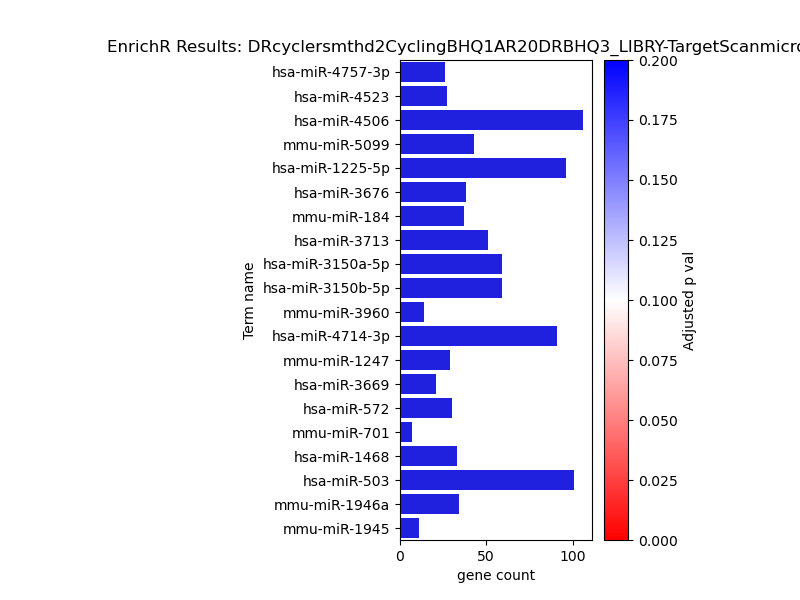 EnrichR Results: DRcyclersmthd2CyclingBHQ1AR20DRBHQ3_LIBRY-TargetScanmicro
hsa-miR-4757-3p
hsa-miR-4523
hsa-miR-4506
mmu-miR-5099
hsa-miR-1225-5p
hsa-miR-3676
mmu-miR-184
hsa-miR-3713
hsa-miR-3150a-5p
hsa-miR-3150b-5p
mmu-miR-3960
hsa-miR-4714-3p
mmu-miR-1247
hsa-miR-3669
hsa-miR-572
mmu-miR-701
hsa-miR-1468
hsa-miR-503
mmu-miR-1946a
mmu-miR-1945
Term name
0 50 100
gene count
0.200
0.175
0.150
0.125
0.100
0.075
0.050
0.025
0.000
Adjusted p val